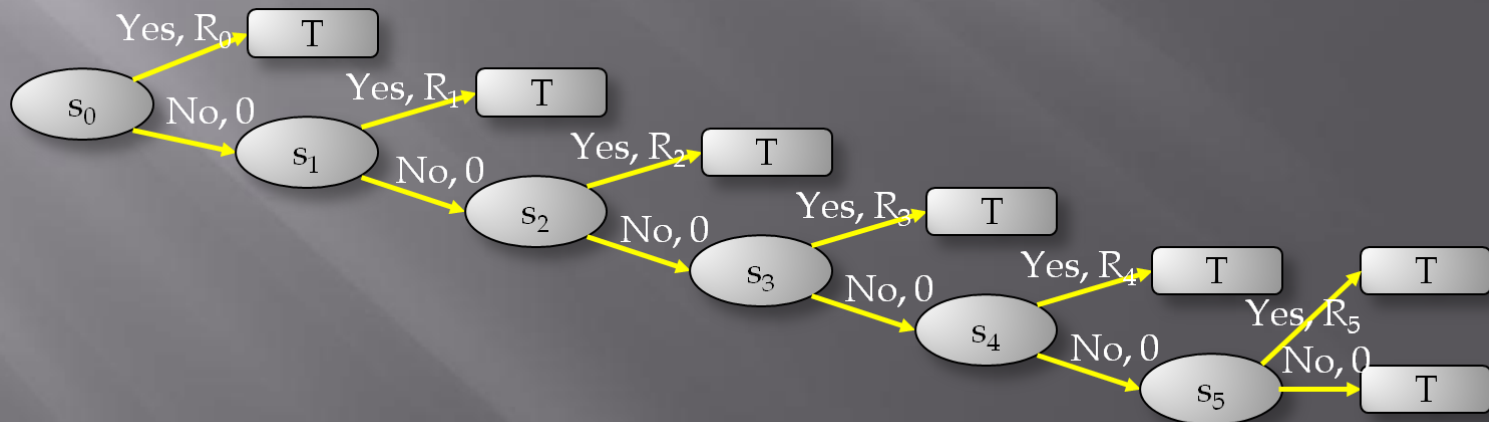 Yes, R₀
T
s₀
No, 0
Yes, R₁
T
s₁
No, 0
Yes, R₂
T
s₂
No, 0
Yes, R₃
T
s₃
No, 0
Yes, R₄
T
s₄
No, 0
Yes, R₅
T
s₅
No, 0
T